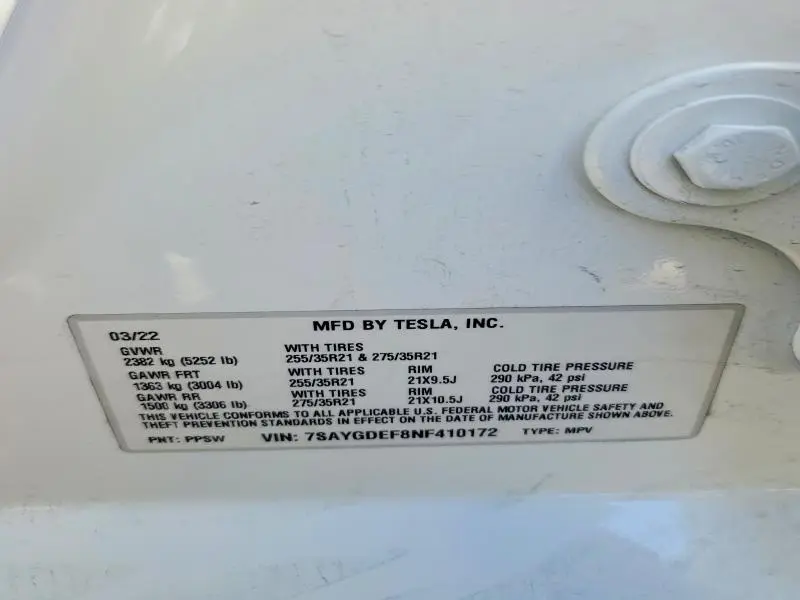 MFD BY TESLA, INC.
03/22
GVWR
2382 kg (5252 lb)
WITH TIRES
255/35R21 & 275/35R21
GAWR FRT
1363 kg (3004 lb)
WITH TIRES
255/35R21
RIM
21X9.5J
COLD TIRE PRESSURE
290 kPa, 42 psi
GAWR RR
1500 kg (3306 lb)
WITH TIRES
275/35R21
RIM
21X10.5J
COLD TIRE PRESSURE
290 kPa, 42 psi
THIS VEHICLE CONFORMS TO ALL APPLICABLE U.S. FEDERAL MOTOR VEHICLE SAFETY AND
THEFT PREVENTION STANDARDS IN EFFECT ON THE DATE OF MANUFACTURE SHOWN ABOVE.
PNT: PPSW VIN: 7SAYGDEF8NF410172 TYPE: MPV